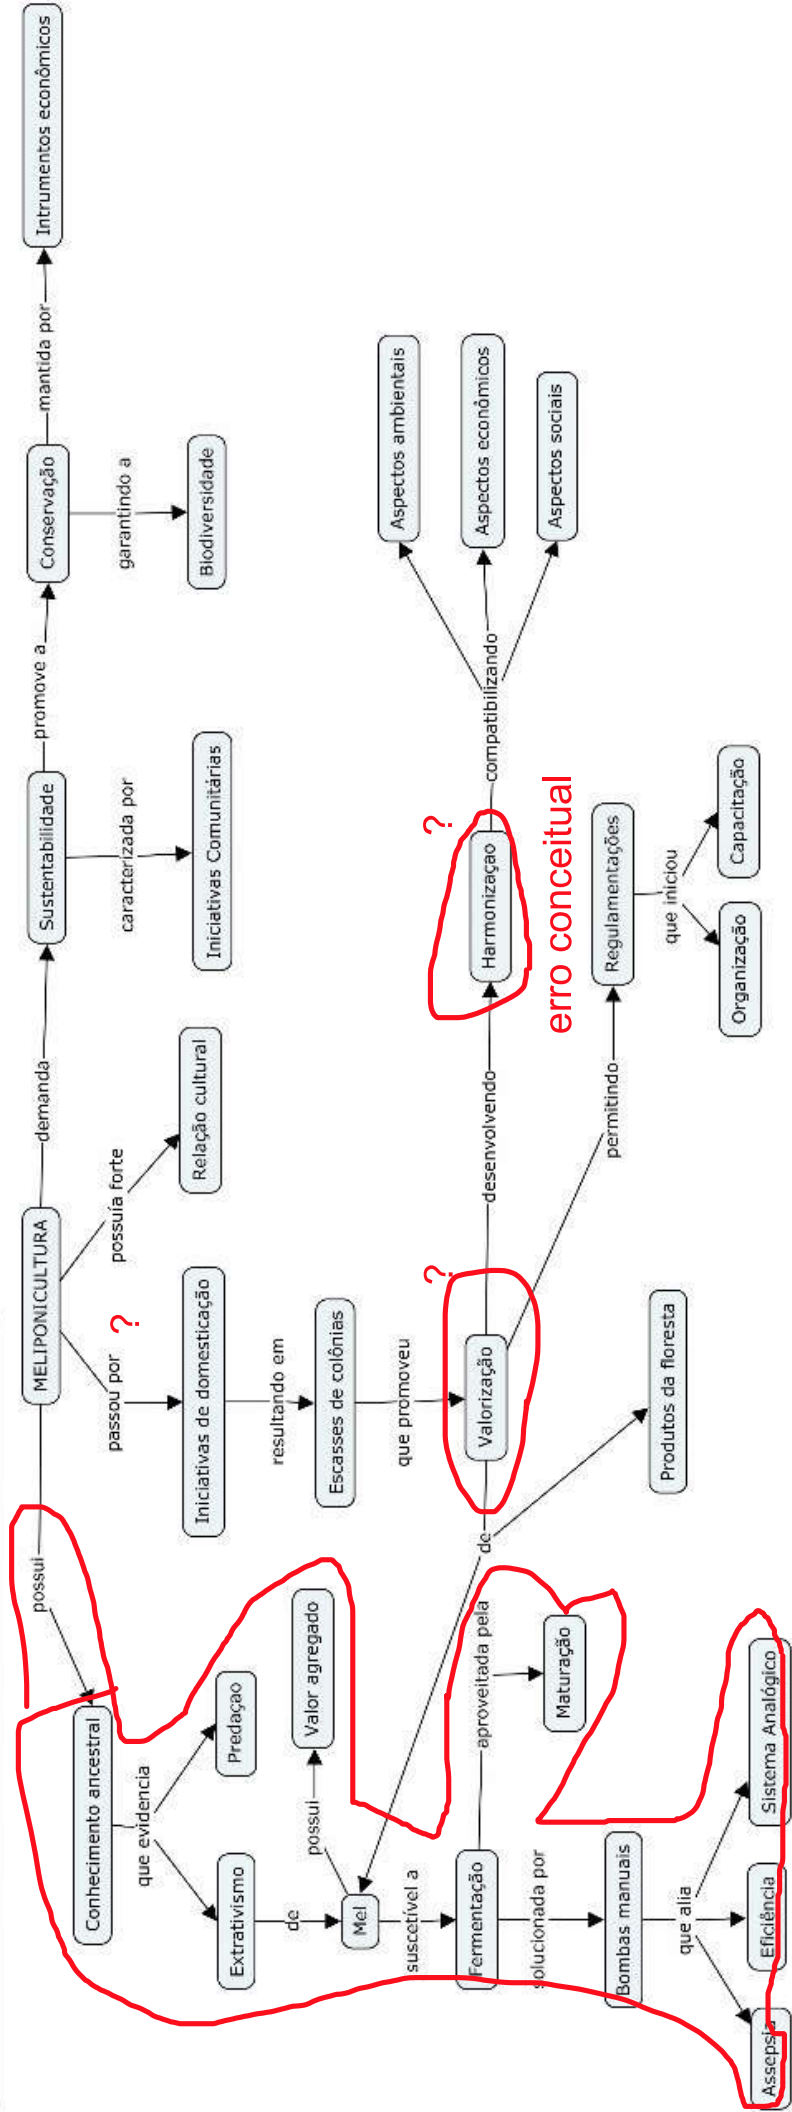 MELIPONICULTURA
possui
Conhecimento ancestral
que evidencia
Extrativismo
Predaçao
de
Mel
possui
Valor agregado
suscetível a
Fermentação
aproveitada pela
Maturação
solucionada por
Bombas manuais
que alia
Assepsia
Eficiência
Sistema Analógico
passou por
?
Iniciativas de domesticação
resultando em
Escasses de colônias
que promoveu
Valorização
?
de
Produtos da floresta
possuía forte
Relação cultural
demanda
Sustentabilidade
caracterizada por
Iniciativas Comunitárias
promove a
Conservação
garantindo a
Biodiversidade
mantida por
Intrumentos econômicos
desenvolvendo
Harmonização
?
erro conceitual
compatibilizando
Aspectos ambientais
Aspectos econômicos
Aspectos sociais
permitindo
Regulamentações
que iniciou
Organização
Capacitação